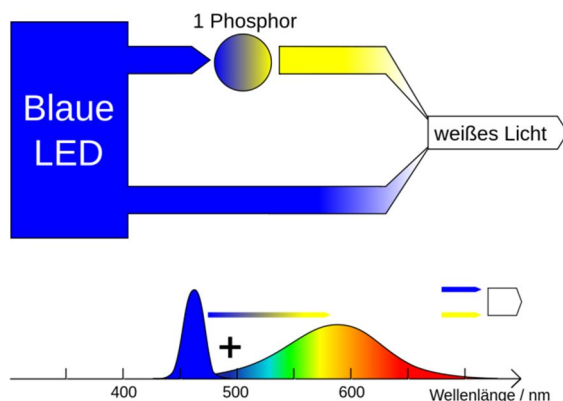 1 Phosphor
Blaue
LED
weißes Licht
+
400
500
600
Wellenlänge / nm